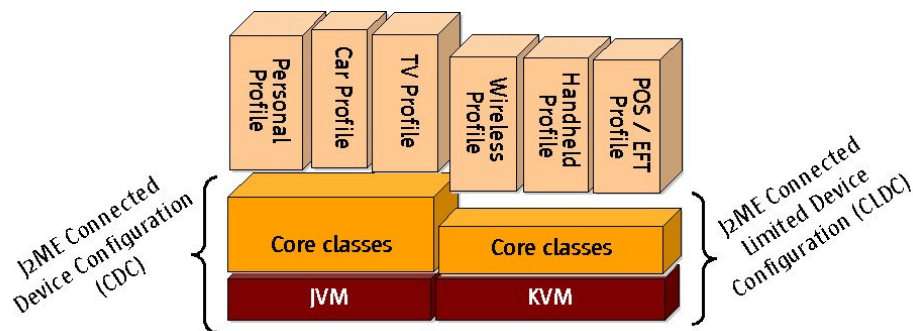 Personal
Profile
Car Profile
TV Profile
Wireless
Profile
Handheld
Profile
POS / EFT
Profile
J2ME Connected
Device Configuration
(CDC)
Core classes
Core classes
JVM
KVM
J2ME Connected
Limited Device
Configuration (CLDC)